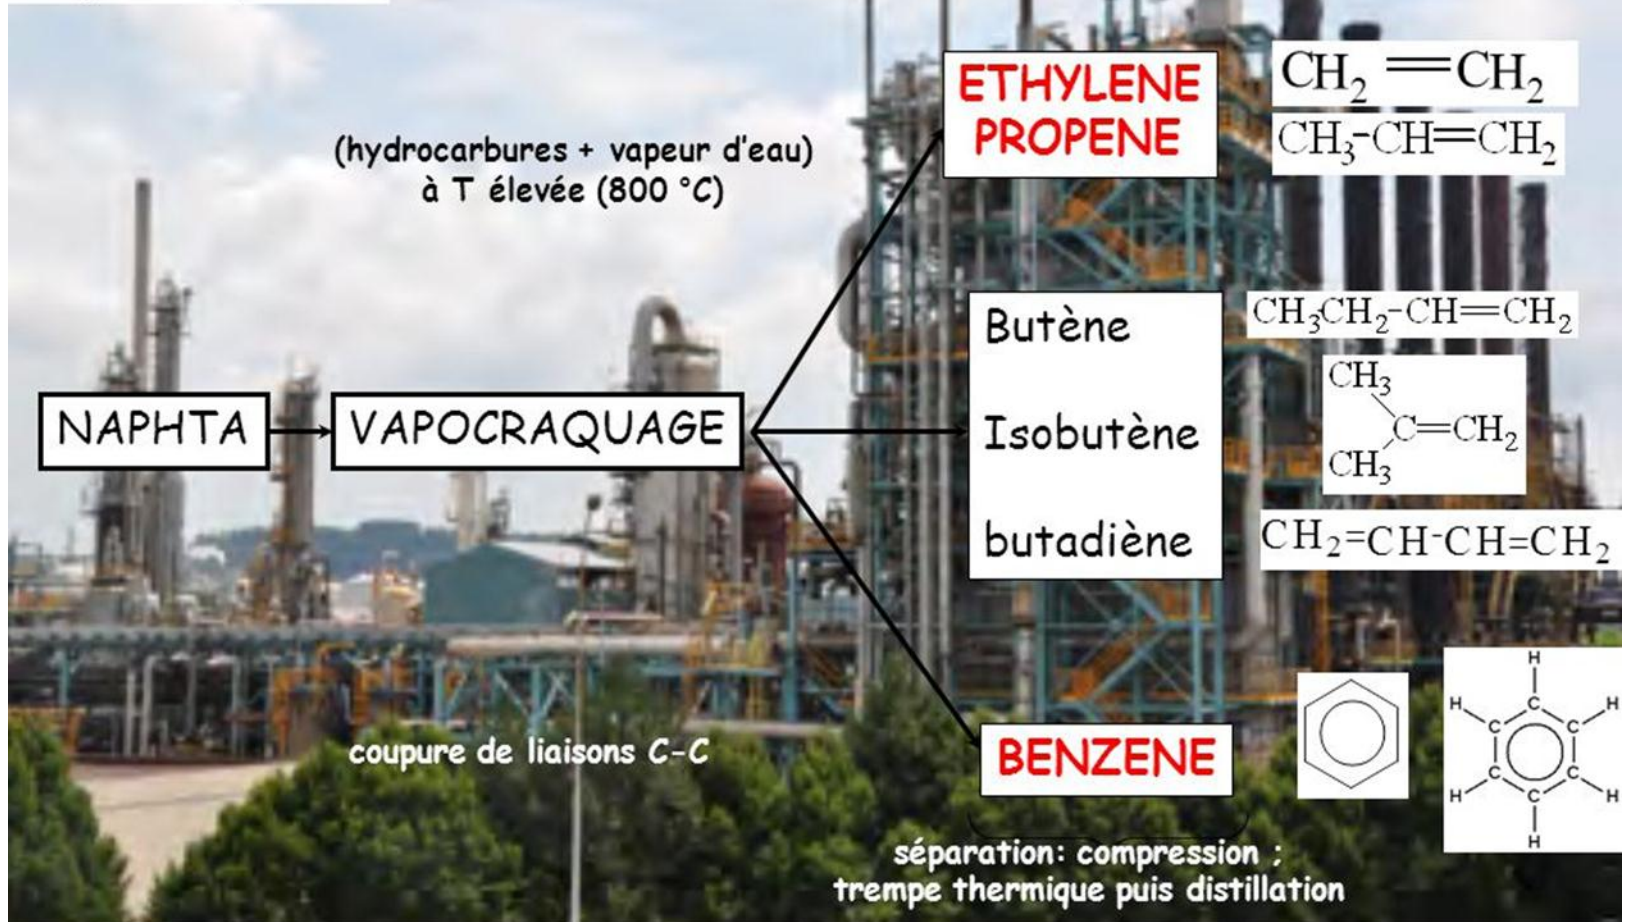 ETHYLENE
PROPENE
CH2=CH2
CH3-CH=CH2
(hydrocarbures + vapeur d'eau)
à T élevée (800 °C)
Butène
CH3CH2-CH=CH2
NAPHTA
VAPOCRAQUAGE
Isobutène
CH3
C=CH2
CH3
butadiène
CH2=CH-CH=CH2
coupure de liaisons C-C
BENZENE
H
H C H
C C
C C
H C H
H
séparation: compression ;
trempe thermique puis distillation